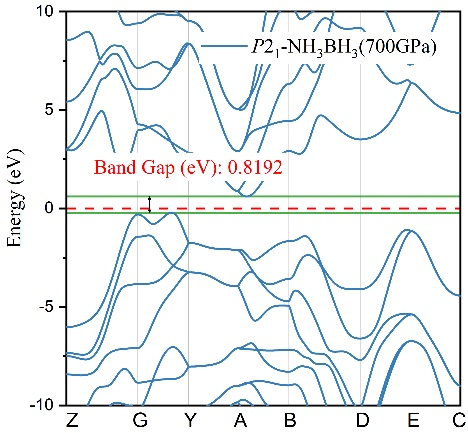 10
5
0
-5
-10
Energy (eV)
P2₁-NH₃BH₃(700GPa)
Band Gap (eV): 0.8192
Z G Y A B D E C